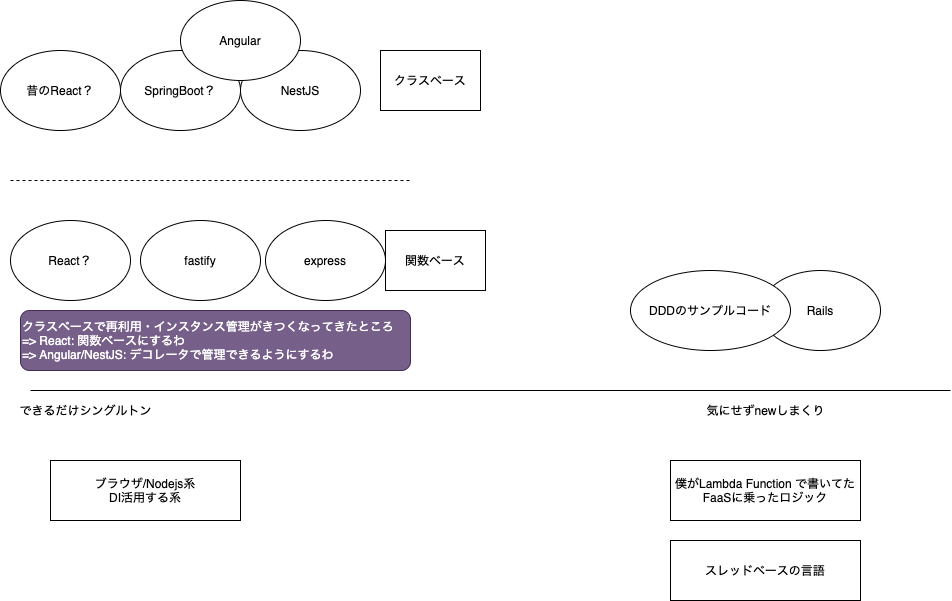 Angular
昔のReact？
SpringBoot？
NestJS
クラスベース
React？
fastify
express
関数ベース
DDDのサンプルコード
Rails
クラスベースで再利用・インスタンス管理がきつくなってきたところ
=> React: 関数ベースにするわ
=> Angular/NestJS: デコレータで管理できるようにするわ
できるだけシングルトン
気にせずnewしまくり
ブラウザ/Nodejs系
DI活用する系
僕がLambda Function で書いてた
FaaSに乗ったロジック
スレッドベースの言語